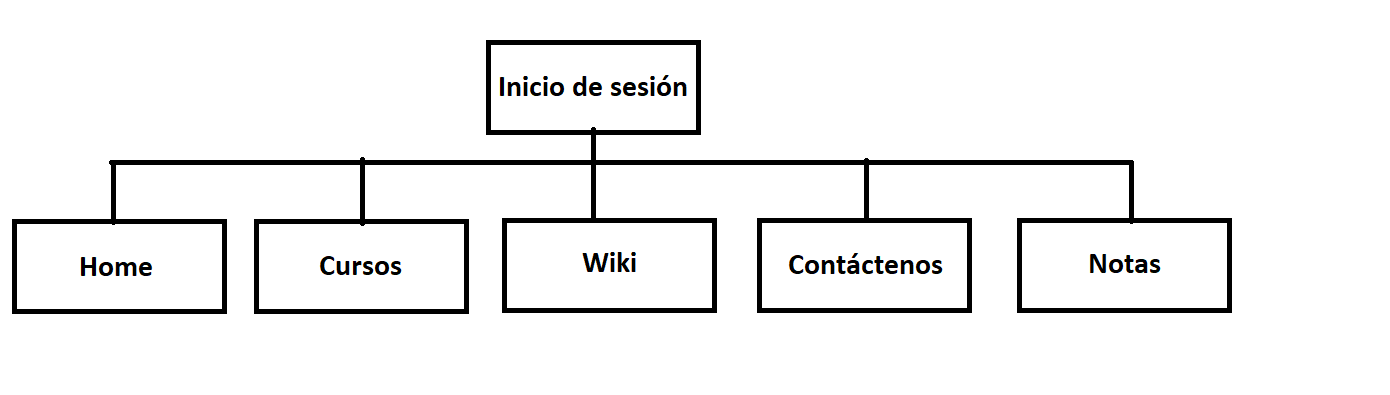 Inicio de sesión
Home
Cursos
Wiki
Contáctenos
Notas